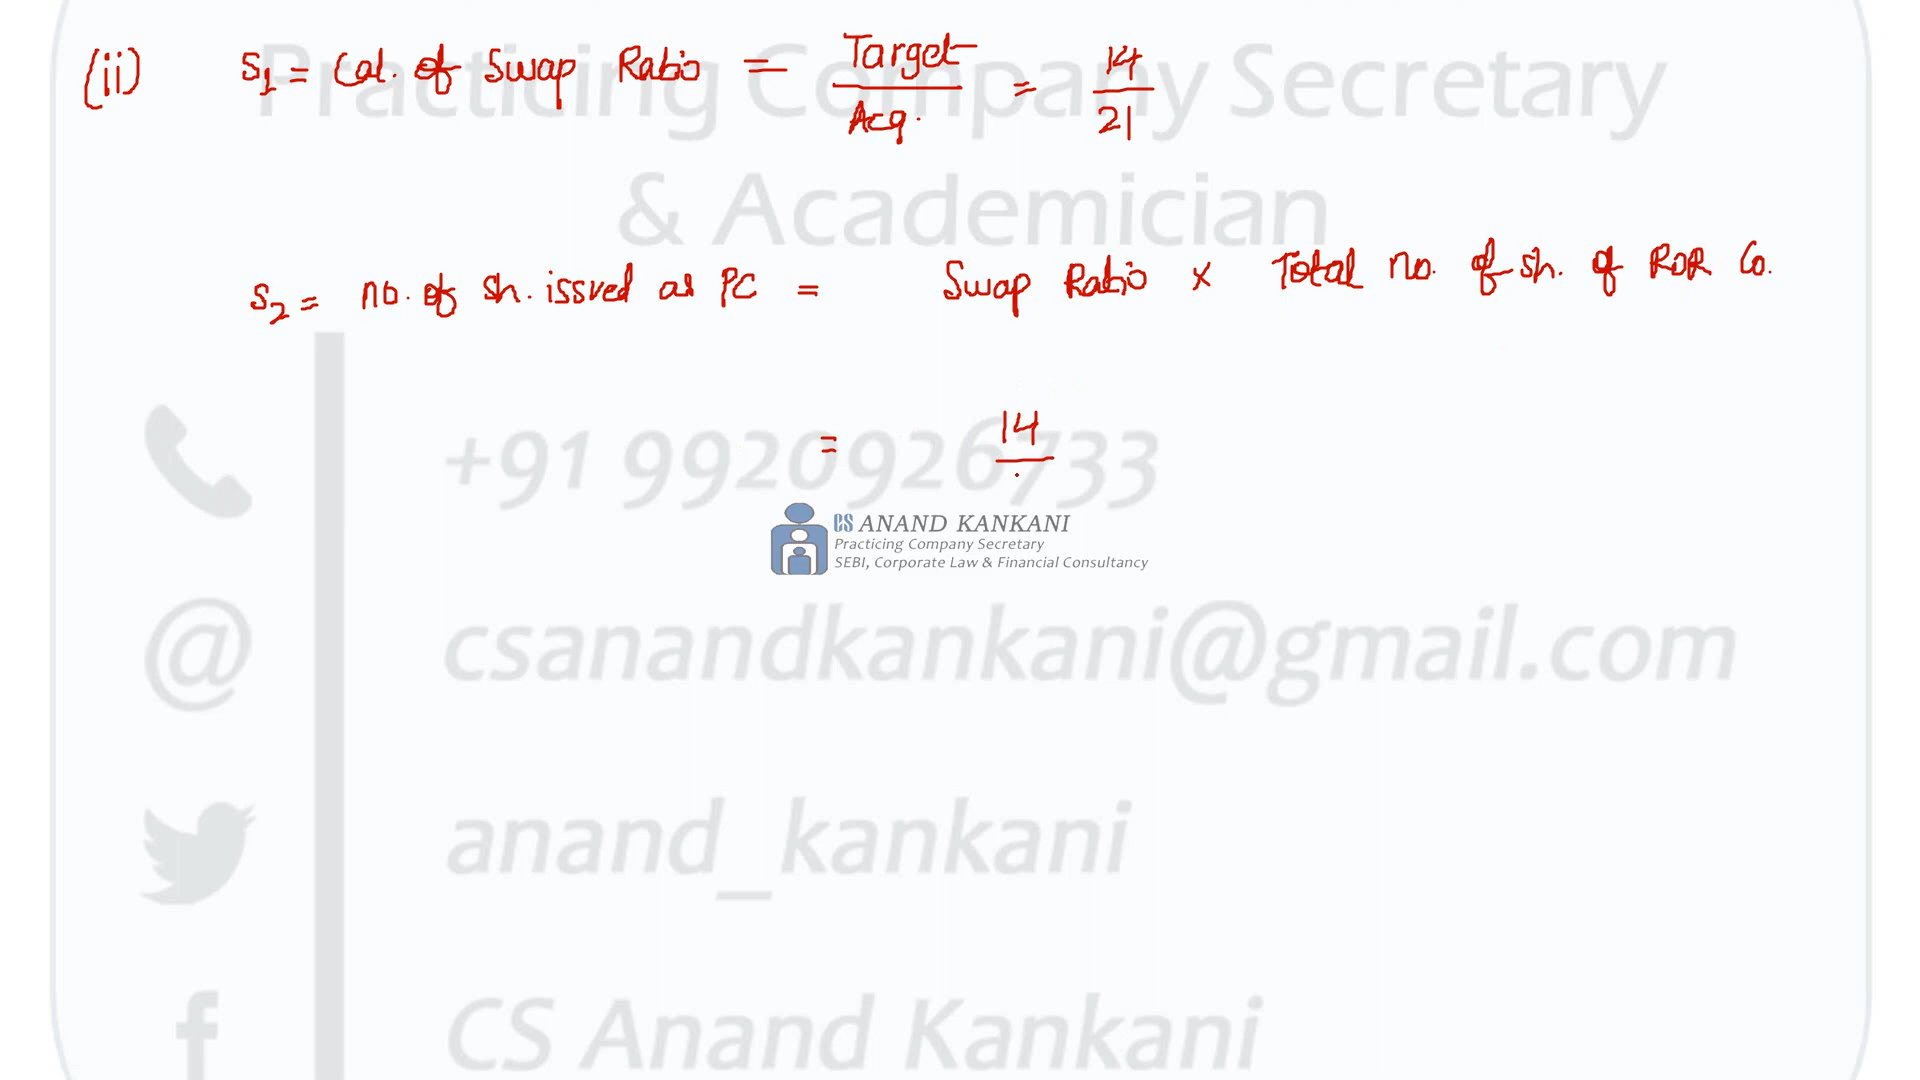 (ii) S1 = Cal. of Swap Ratio = Target / Acq. = 14 / 21
Practicing Company Secretary
& Academician
S2 = no. of sh. issued as PC = Swap Ratio x Total no. of sh. of ROR Co.
= 14
+91 9920926733
CS ANAND KANKANI
Practicing Company Secretary
SEBI, Corporate Law & Financial Consultancy
@ csanandkankani@gmail.com
anand_kankani
f CS Anand Kankani